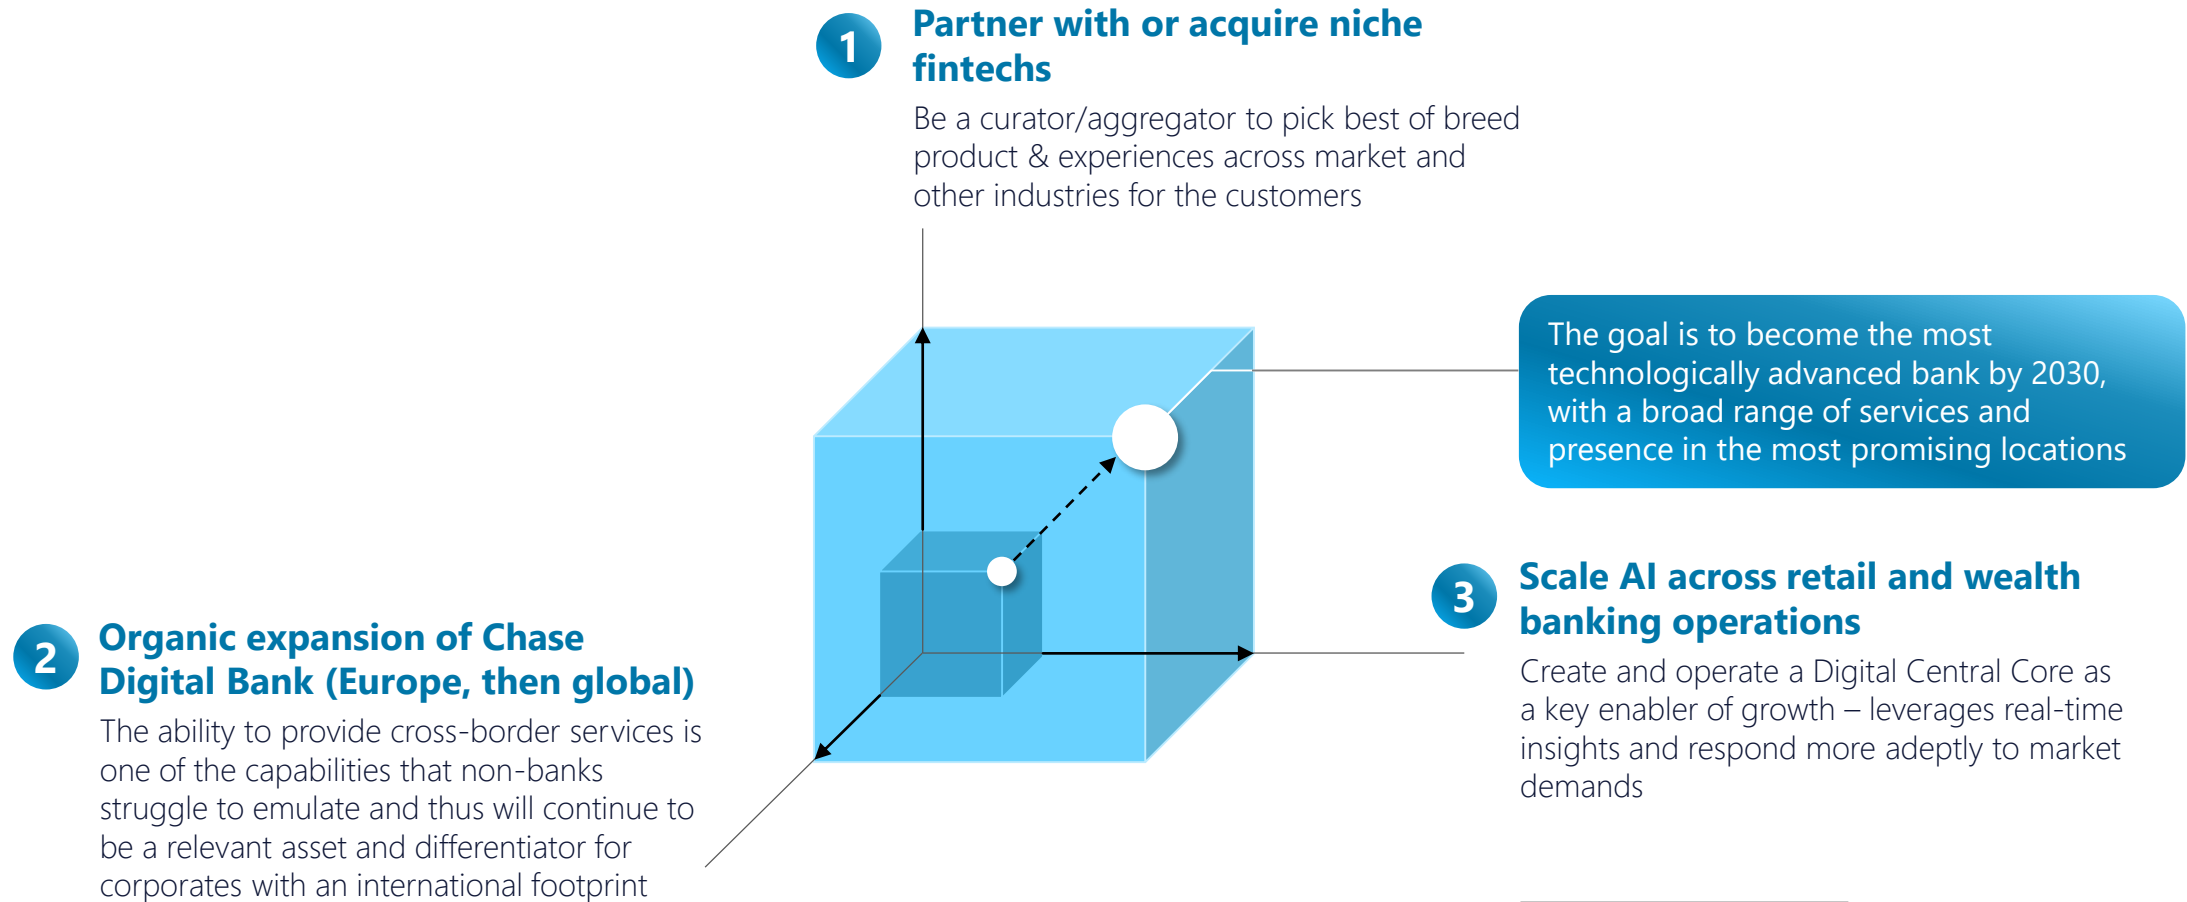 1
Partner with or acquire niche
fintechs
Be a curator/aggregator to pick best of breed
product & experiences across market and
other industries for the customers
The goal is to become the most
technologically advanced bank by 2030,
with a broad range of services and
presence in the most promising locations
2
Organic expansion of Chase
Digital Bank (Europe, then global)
The ability to provide cross-border services is
one of the capabilities that non-banks
struggle to emulate and thus will continue to
be a relevant asset and differentiator for
corporates with an international footprint
3
Scale AI across retail and wealth
banking operations
Create and operate a Digital Central Core as
a key enabler of growth – leverages real-time
insights and respond more adeptly to market
demands